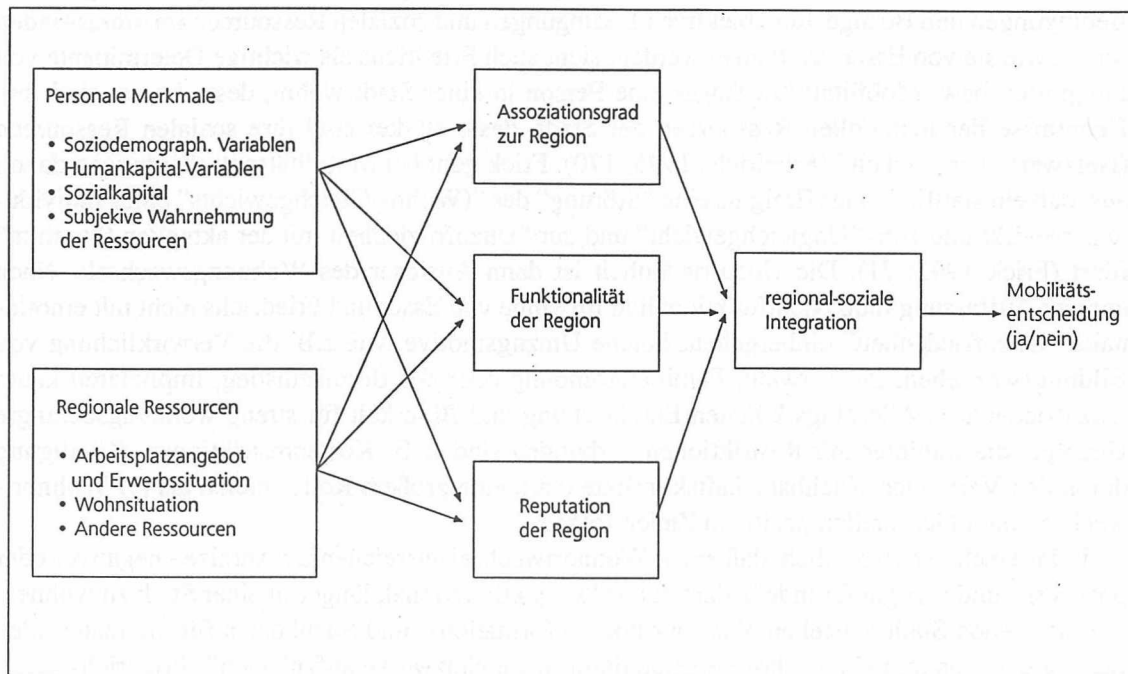 Personale Merkmale
• Soziodemograph. Variablen
• Humankapital-Variablen
• Sozialkapital
• Subjekive Wahrnehmung
der Ressourcen
Regionale Ressourcen
• Arbeitsplatzangebot
und Erwerbssituation
• Wohnsituation
• Andere Ressourcen
Assoziationsgrad
zur Region
Funktionalität
der Region
Reputation
der Region
regional-soziale
Integration
Mobilitäts-
entscheidung
(ja/nein)